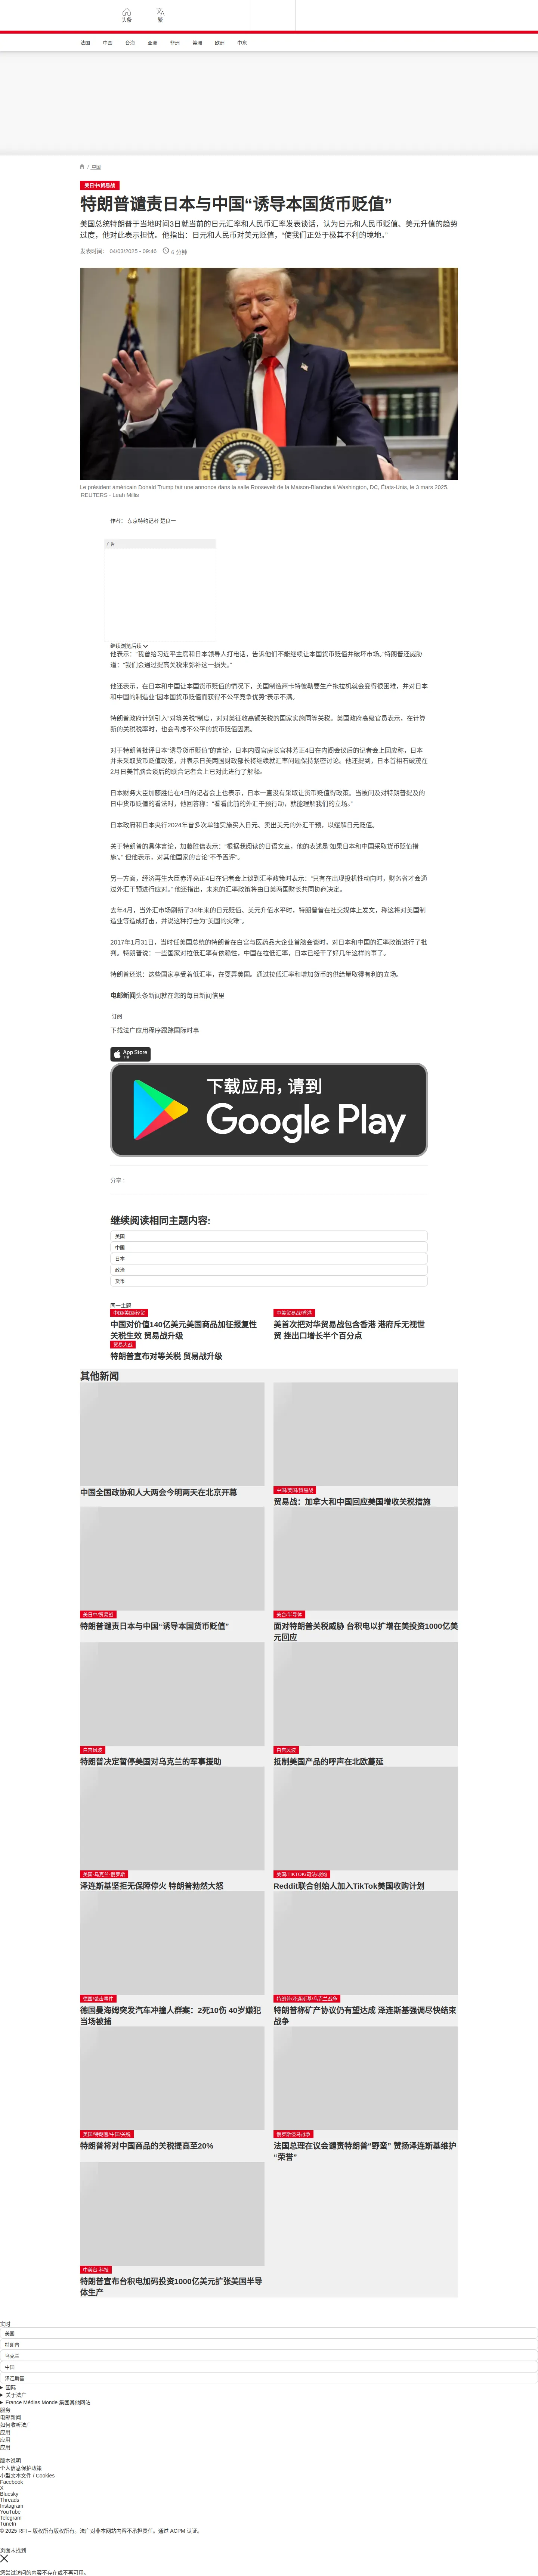 头条
繁
法国
中国
台海
亚洲
非洲
美洲
欧洲
中东
/ 中国
美日中/贸易战
特朗普谴责日本与中国“诱导本国货币贬值”
美国总统特朗普于当地时间3日就当前的日元汇率和人民币汇率发表谈话，认为日元和人民币贬值、美元升值的趋势
过度，他对此表示担忧。他指出：日元和人民币对美元贬值，“使我们正处于极其不利的境地。”
发表时间： 04/03/2025 - 09:46
6 分钟
Le président américain Donald Trump fait une annonce dans la salle Roosevelt de la Maison-Blanche à Washington, DC, États-Unis, le 3 mars 2025.
REUTERS - Leah Millis
作者： 东京特约记者 楚良一
广告
继续浏览后续
他表示：“我曾给习近平主席和日本领导人打电话，告诉他们不能继续让本国货币贬值并破坏市场。”特朗普还威胁
道：“我们会通过提高关税来弥补这一损失。”
他还表示，在日本和中国让本国货币贬值的情况下，美国制造商卡特彼勒要生产拖拉机就会变得很困难，并对日本
和中国的制造业“因本国货币贬值而获得不公平竞争优势”表示不满。
特朗普政府计划引入“对等关税”制度，对对美征收高额关税的国家实施同等关税。美国政府高级官员表示，在计算
新的关税税率时，也会考虑不公平的货币贬值因素。
对于特朗普批评日本“诱导货币贬值”的言论，日本内阁官房长官林芳正4日在内阁会议后的记者会上回应称，日本
并未采取货币贬值政策，并表示日美两国财政部长将继续就汇率问题保持紧密讨论。他还提到，日本首相石破茂在
2月日美首脑会谈后的联合记者会上已对此进行了解释。
日本财务大臣加藤胜信在4日的记者会上也表示，日本一直没有采取让货币贬值得政策。当被问及对特朗普提及的
日中货币贬值的看法时，他回答称：“看看此前的外汇干预行动，就能理解我们的立场。”
日本政府和日本央行2024年曾多次单独实施买入日元、卖出美元的外汇干预，以缓解日元贬值。
关于特朗普的具体言论，加藤胜信表示：“根据我阅读的日语文章，他的表述是‘如果日本和中国采取货币贬值措
施’。” 但他表示，对其他国家的言论“不予置评”。
另一方面，经济再生大臣赤泽亮正4日在记者会上谈到汇率政策时表示：“只有在出现投机性动向时，财务省才会通
过外汇干预进行应对。” 他还指出，未来的汇率政策将由日美两国财长共同协商决定。
去年4月，当外汇市场刷新了34年来的日元贬值、美元升值水平时，特朗普曾在社交媒体上发文，称这将对美国制
造业等造成打击，并说这种打击为“美国的灾难”。
2017年1月31日，当时任美国总统的特朗普在白宫与医药品大企业首脑会谈时，对日本和中国的汇率政策进行了批
判。特朗普说：一些国家对拉低汇率有依赖性，中国在拉低汇率，日本已经干了好几年这样的事了。
特朗普还说：这些国家享受着低汇率，在耍弄美国。通过拉低汇率和增加货币的供给量取得有利的立场。
电邮新闻头条新闻就在您的每日新闻信里
订阅
下载法广应用程序跟踪国际时事
App Store
下载
下载应用，请到
Google Play
分享 :
继续阅读相同主题内容:
美国
中国
日本
政治
货币
同一主题
中国/美国/经贸
中国对价值140亿美元美国商品加征报复性
关税生效 贸易战升级
中美贸易战/香港
美首次把对华贸易战包含香港 港府斥无视世
贸 挫出口增长半个百分点
贸易大战
特朗普宣布对等关税 贸易战升级
其他新闻
中国全国政协和人大两会今明两天在北京开幕
中国/美国/贸易战
贸易战：加拿大和中国回应美国增收关税措施
美日中/贸易战
特朗普谴责日本与中国“诱导本国货币贬值”
美台/半导体
面对特朗普关税威胁 台积电以扩增在美投资1000亿美
元回应
白宫风波
特朗普决定暂停美国对乌克兰的军事援助
白宫风波
抵制美国产品的呼声在北欧蔓延
美国-乌克兰-俄罗斯
泽连斯基坚拒无保障停火 特朗普勃然大怒
美国/TIKTOK/司法/收购
Reddit联合创始人加入TikTok美国收购计划
德国/袭击事件
德国曼海姆突发汽车冲撞人群案：2死10伤 40岁嫌犯
当场被捕
特朗普/泽连斯基/乌克兰战争
特朗普称矿产协议仍有望达成 泽连斯基强调尽快结束
战争
美国/特朗普/中国/关税
特朗普将对中国商品的关税提高至20%
俄罗斯侵乌战争
法国总理在议会谴责特朗普“野蛮” 赞扬泽连斯基维护
“荣誉”
中美台·科技
特朗普宣布台积电加码投资1000亿美元扩张美国半导
体生产
实时
美国
特朗普
乌克兰
中国
泽连斯基
国际
关于法广
France Médias Monde 集团其他网站
服务
电邮新闻
如何收听法广
应用
应用
应用
版本说明
个人信息保护政策
小型文本文件 / Cookies
Facebook
X
Bluesky
Threads
Instagram
YouTube
Telegram
TuneIn
© 2025 RFI – 版权所有版权所有。法广对非本网站内容不承担责任。通过 ACPM 认证。
页面未找到
您尝试访问的内容不存在或不再可用。